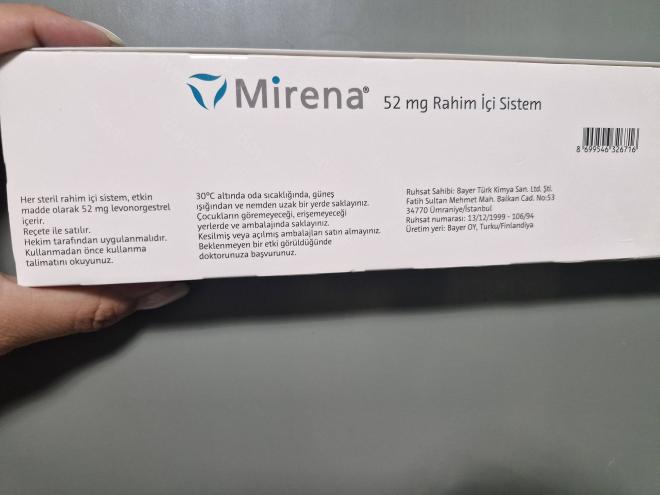 Mirena® 52 mg Rahim İçi Sistem
8 699546 326716
Her steril rahim içi sistem, etkin
madde olarak 52 mg levonorgestrel
içerir.
Reçete ile satılır.
Hekim tarafından uygulanmalıdır.
Kullanmadan önce kullanma
talimatını okuyunuz.
30°C altında oda sıcaklığında, güneş
ışığından ve nemden uzak bir yerde saklayınız.
Çocukların göremeyeceği, erişemeyeceği
yerlerde ve ambalajında saklayınız.
Kesilmiş veya açılmış ambalajları satın almayınız.
Beklenmeyen bir etki görüldüğünde
doktorunuza başvurunuz.
Ruhsat Sahibi: Bayer Türk Kimya San. Ltd. Şti.
Fatih Sultan Mehmet Mah. Balkan Cad. No:53
34770 Ümraniye/İstanbul
Ruhsat numarası: 13/12/1999 - 106/94
Üretim yeri: Bayer OY, Turku/Finlandiya